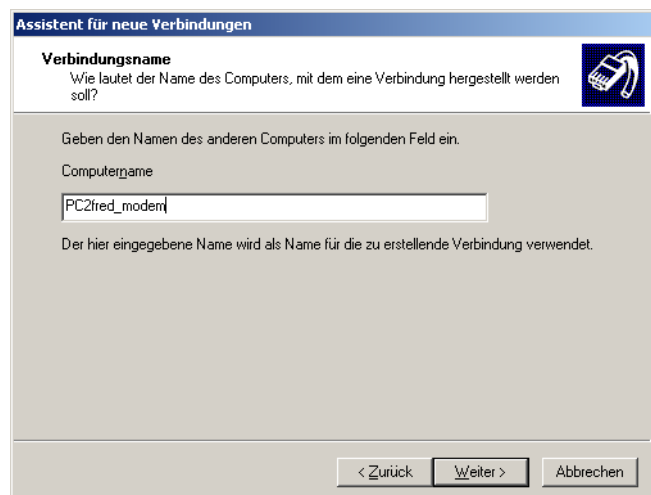 Assistent für neue Verbindungen
Verbindungsname
Wie lautet der Name des Computers, mit dem eine Verbindung hergestellt werden
soll?
Geben den Namen des anderen Computers im folgenden Feld ein.
Computername
PC2fred_modem
Der hier eingegebene Name wird als Name für die zu erstellende Verbindung verwendet.
< Zurück Weiter > Abbrechen